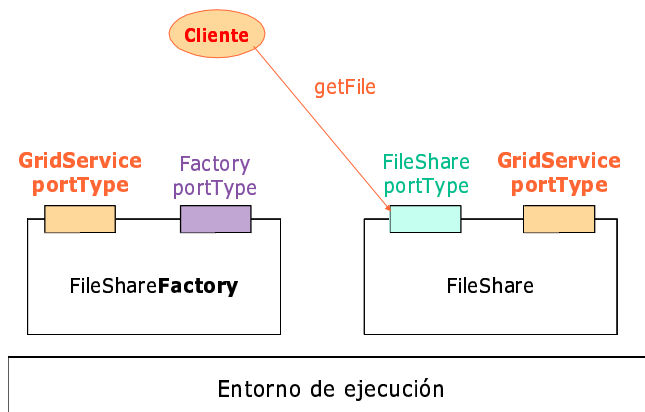 Cliente
getFile
GridService
portType
Factory
portType
FileShare
portType
GridService
portType
FileShareFactory
FileShare
Entorno de ejecución